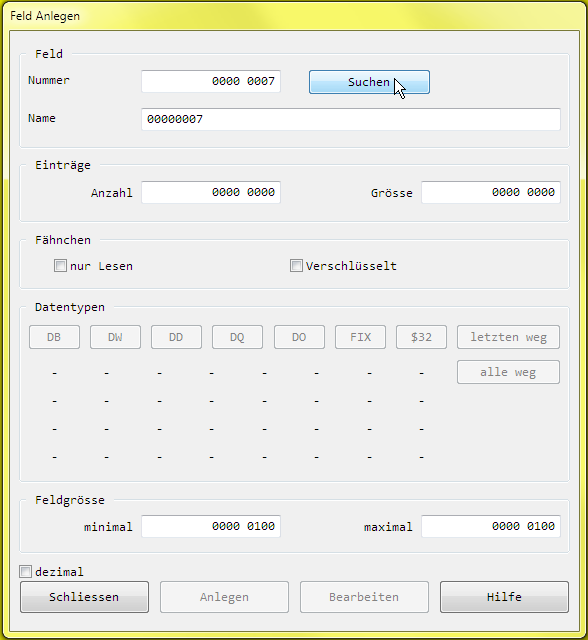 Feld Anlegen
Feld
Nummer 0000 0007 Suchen
Name 00000007
Einträge
Anzahl 0000 0000 Grösse 0000 0000
Fähnchen
nur Lesen Verschlüsselt
Datentypen
DB DW DD DQ DO FIX $32 letzten weg
- - - - - - - - alle weg
- - - - - - - -
- - - - - - - -
- - - - - - - -
Feldgrösse
minimal 0000 0100 maximal 0000 0100
dezimal
Schliessen Anlegen Bearbeiten Hilfe